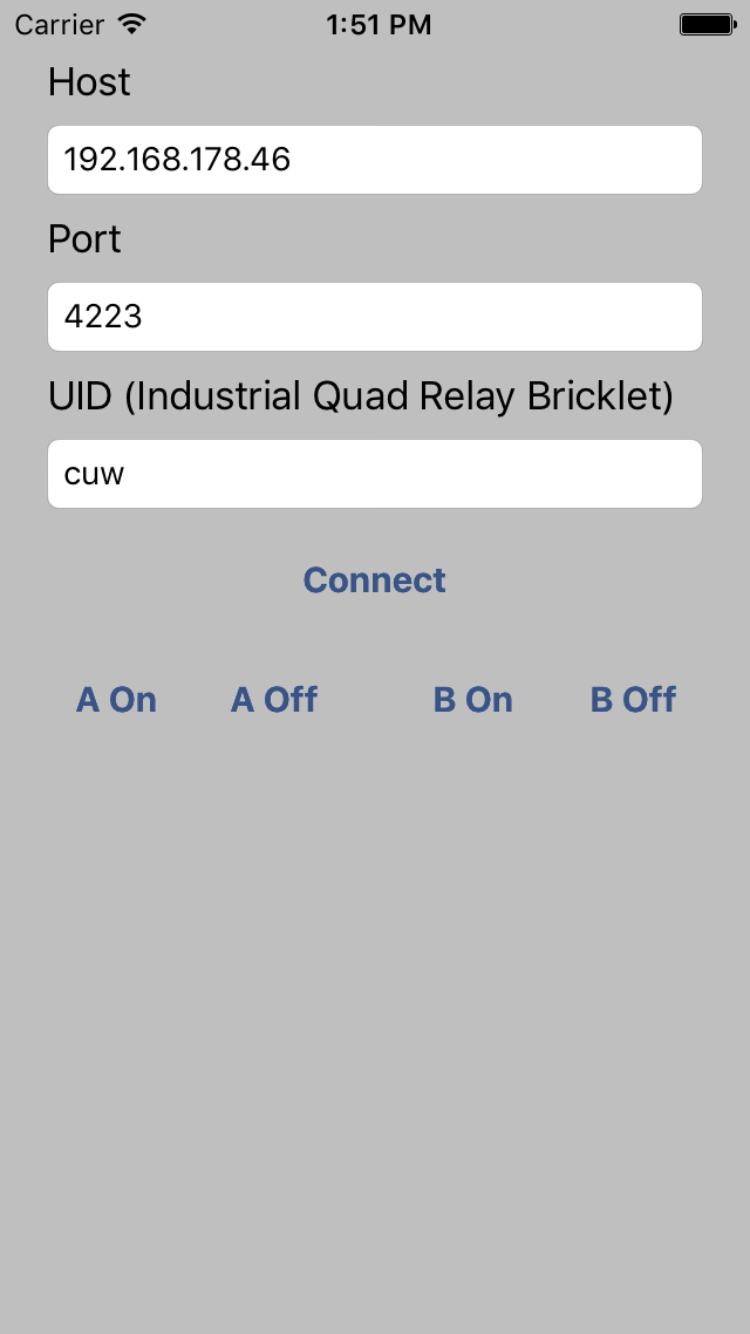 Carrier 1:51 PM
Host
192.168.178.46
Port
4223
UID (Industrial Quad Relay Bricklet)
cuw
Connect
A On A Off B On B Off